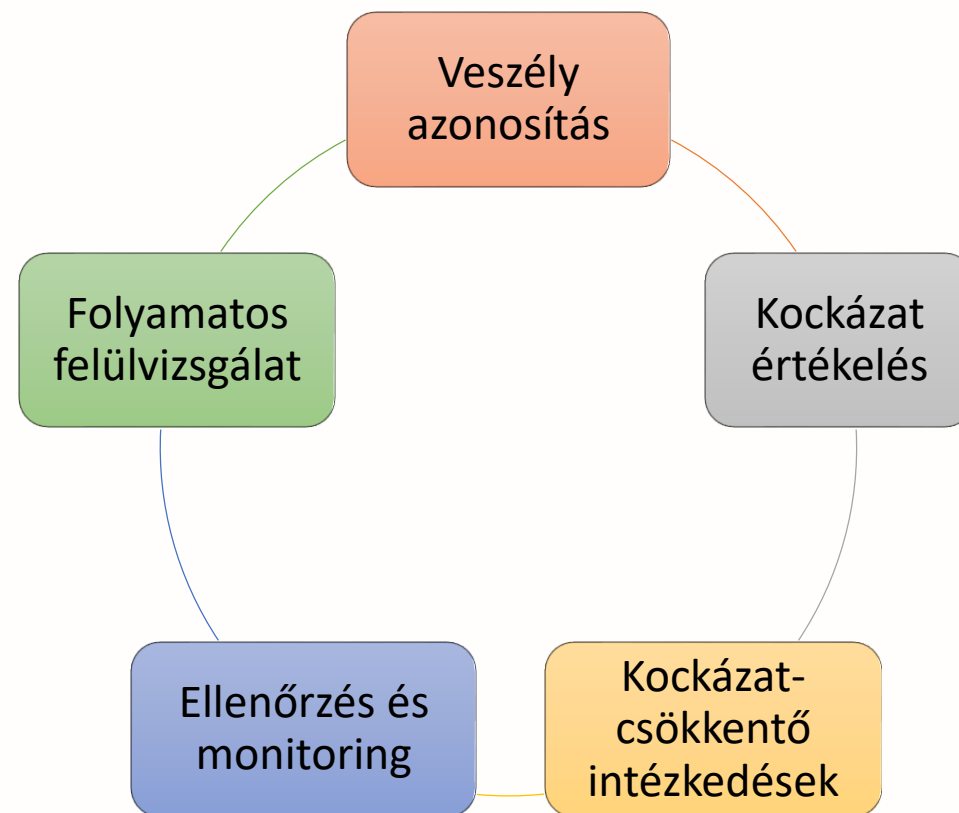 Veszély
azonosítás
Kockázat
értékelés
Kockázat-
csökkentő
intézkedések
Ellenőrzés és
monitoring
Folyamatos
felülvizsgálat